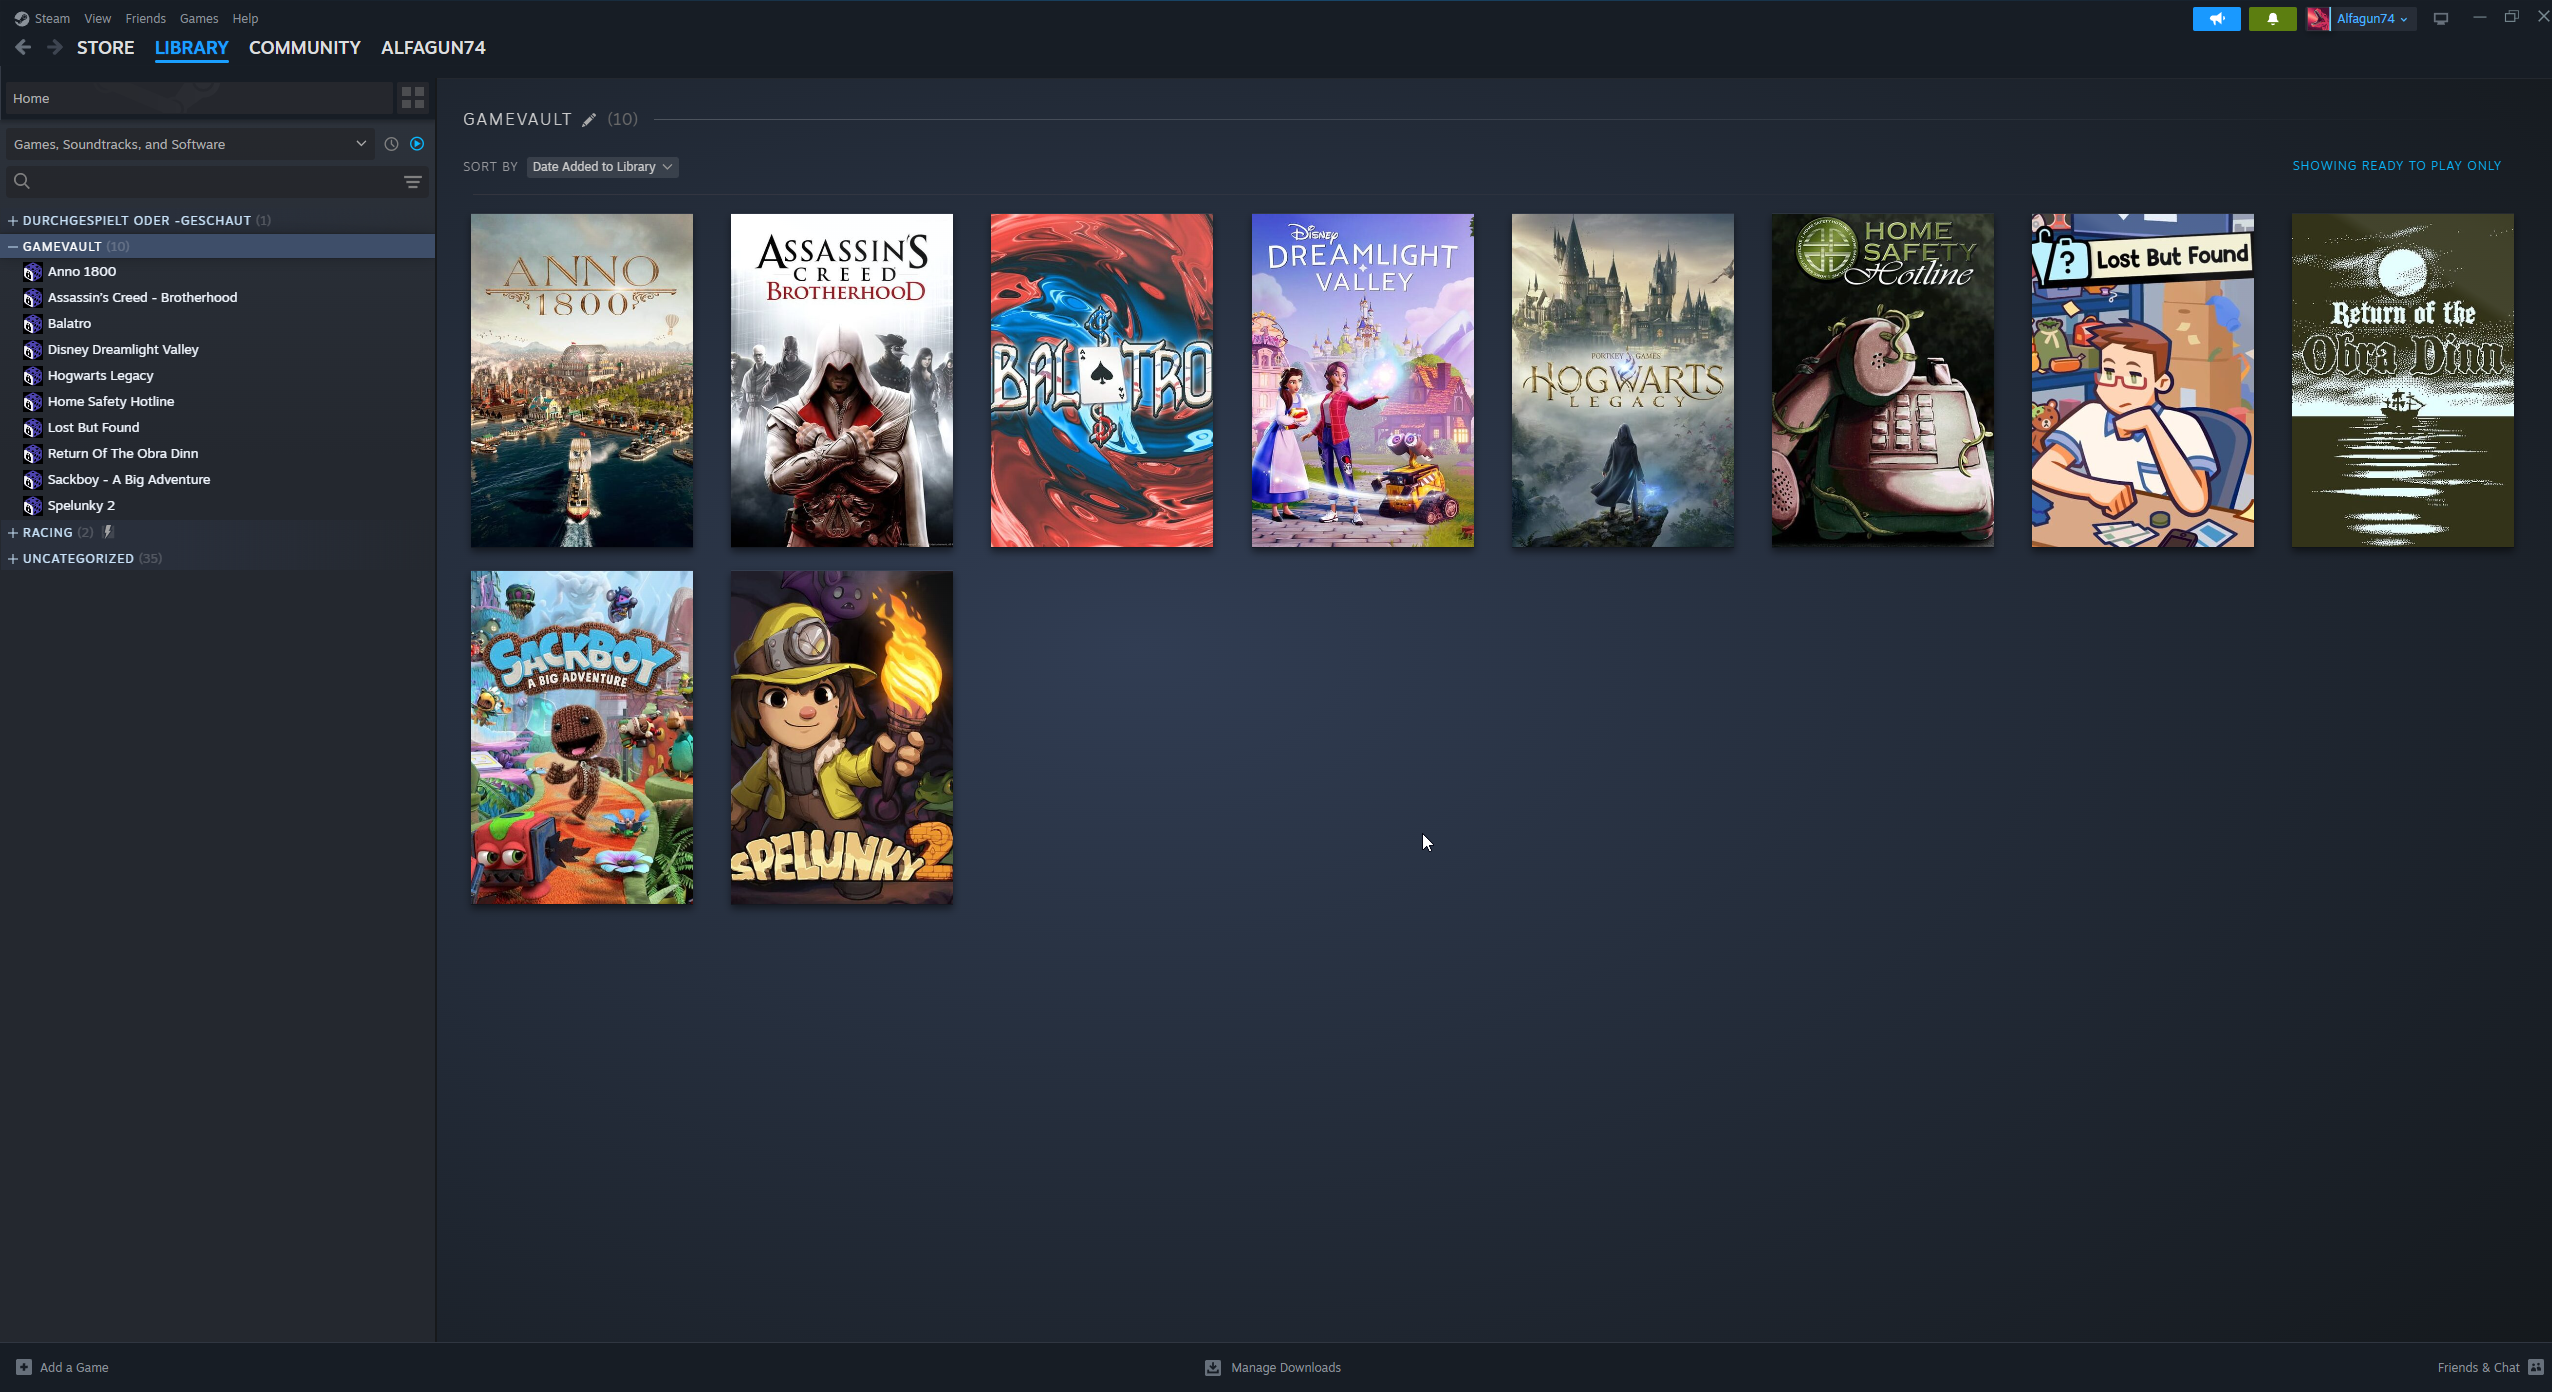 Steam View Friends Games Help
Alfagun74
STORE LIBRARY COMMUNITY ALFAGUN74
Home
Games, Soundtracks, and Software
+ DURCHGESPIELT ODER -GESCHAUT (1)
– GAMEVAULT (10)
Anno 1800
Assassin's Creed - Brotherhood
Balatro
Disney Dreamlight Valley
Hogwarts Legacy
Home Safety Hotline
Lost But Found
Return Of The Obra Dinn
Sackboy - A Big Adventure
Spelunky 2
+ RACING (2)
+ UNCATEGORIZED (35)
GAMEVAULT (10)
SORT BY Date Added to Library
SHOWING READY TO PLAY ONLY
ANNO
1800
ASSASSIN'S
CREED
BROTHERHOOD
BALATRO
A
A
Disney
DREAMLIGHT
VALLEY
PORTKEY GAMES
HOGWARTS
LEGACY
HOME
SAFETY
Hotline
?
Lost But Found
Return of the
Obra Dinn
SACKBOY
A BIG ADVENTURE
SPELUNKY 2
Add a Game
Manage Downloads
Friends & Chat